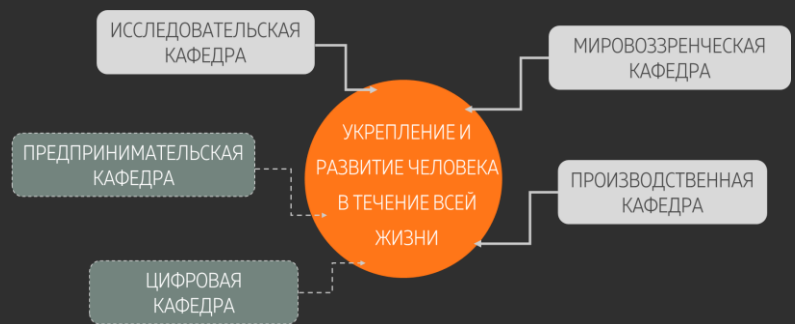 ИССЛЕДОВАТЕЛЬСКАЯ
КАФЕДРА
МИРОВОЗЗРЕНЧЕСКАЯ
КАФЕДРА
УКРЕПЛЕНИЕ И
РАЗВИТИЕ ЧЕЛОВЕКА
В ТЕЧЕНИЕ ВСЕЙ
ЖИЗНИ
ПРЕДПРИНИМАТЕЛЬСКАЯ
КАФЕДРА
ПРОИЗВОДСТВЕННАЯ
КАФЕДРА
ЦИФРОВАЯ
КАФЕДРА